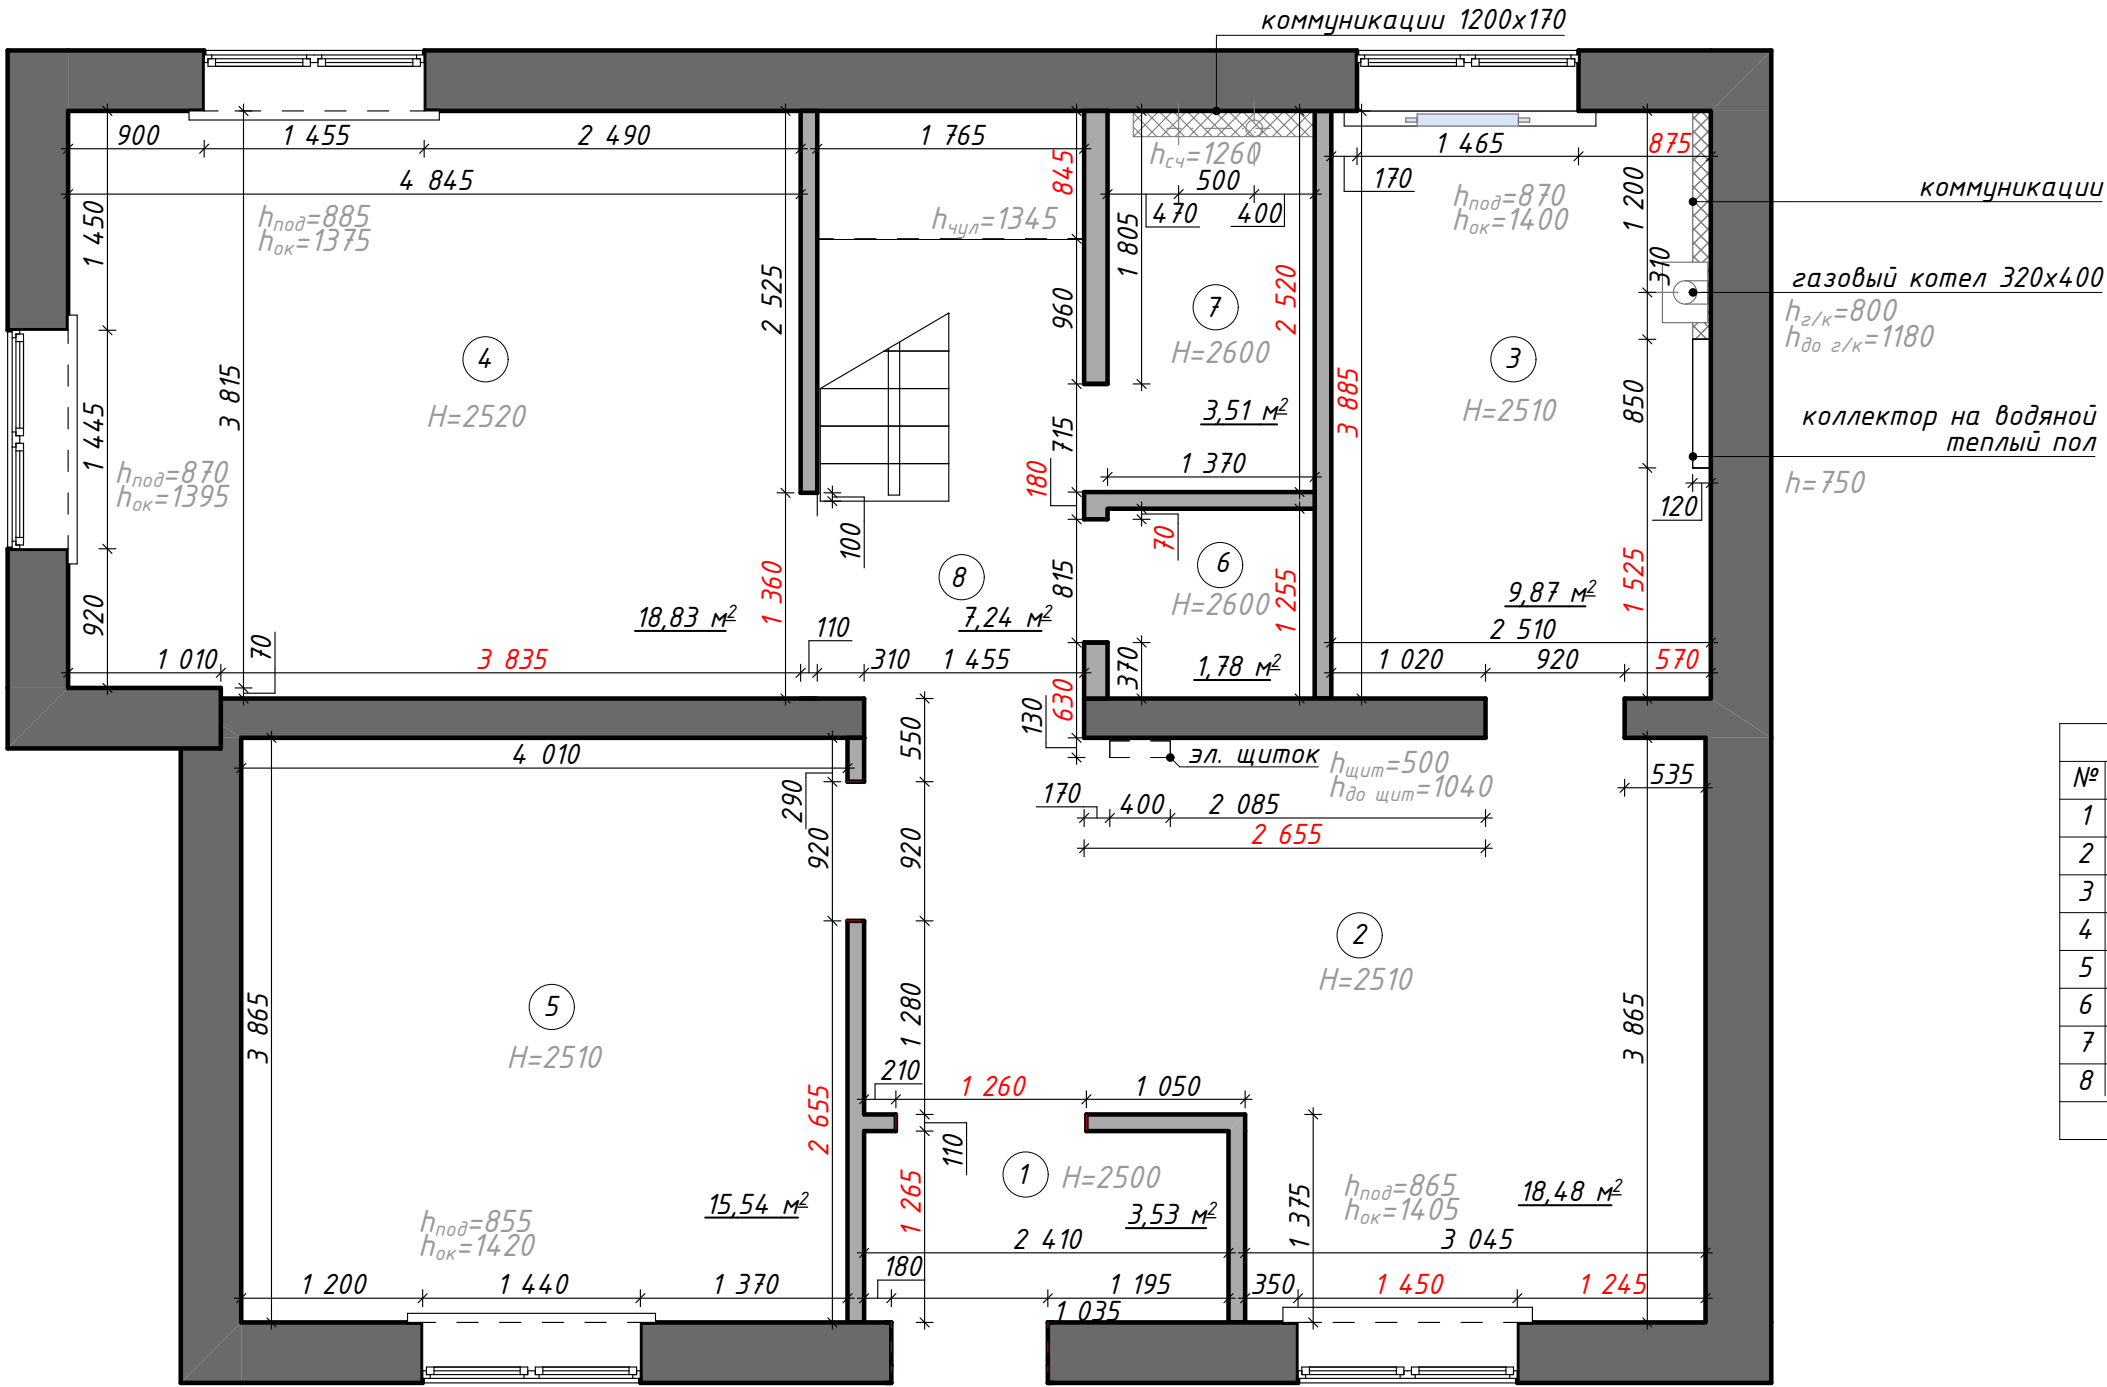 коммуникации 1200х170
900
1 455
2 490
1 765
845
hсч=1260
500
1 465
875
4 845
170
1 200
коммуникации
1 450
hпод=885
hок=1375
hчул=1345
470
400
hпод=870
hок=1400
1 805
310
газовый котел 320х400
hг/к=800
hдо г/к=1180
2 525
960
7
2 520
H=2600
4
3
3 815
H=2520
3 885
H=2510
850
коллектор на водяной
теплый пол
1 445
3,51 м²
715
hпод=870
hок=1395
1 370
180
h=750
120
100
70
6
8
1 360
815
1 255
H=2600
1 525
9,87 м²
920
18,83 м²
7,24 м²
110
2 510
70
1 010
3 835
310
1 455
370
1,78 м²
1 020
920
570
130
630
550
4 010
эл. щиток
hщит=500
hдо щит=1040
535
290
170
400
2 085
2 655
920
920
№
1
2
3
4
5
6
7
8
2
H=2510
5
H=2510
3 865
1 280
3 865
210
1 260
1 050
2 655
110
1
H=2500
1 265
15,54 м²
3,53 м²
1 375
hпод=865
hок=1405
18,48 м²
hпод=855
hок=1420
2 410
3 045
180
1 200
1 440
1 370
1 195
350
1 450
1 245
1 035